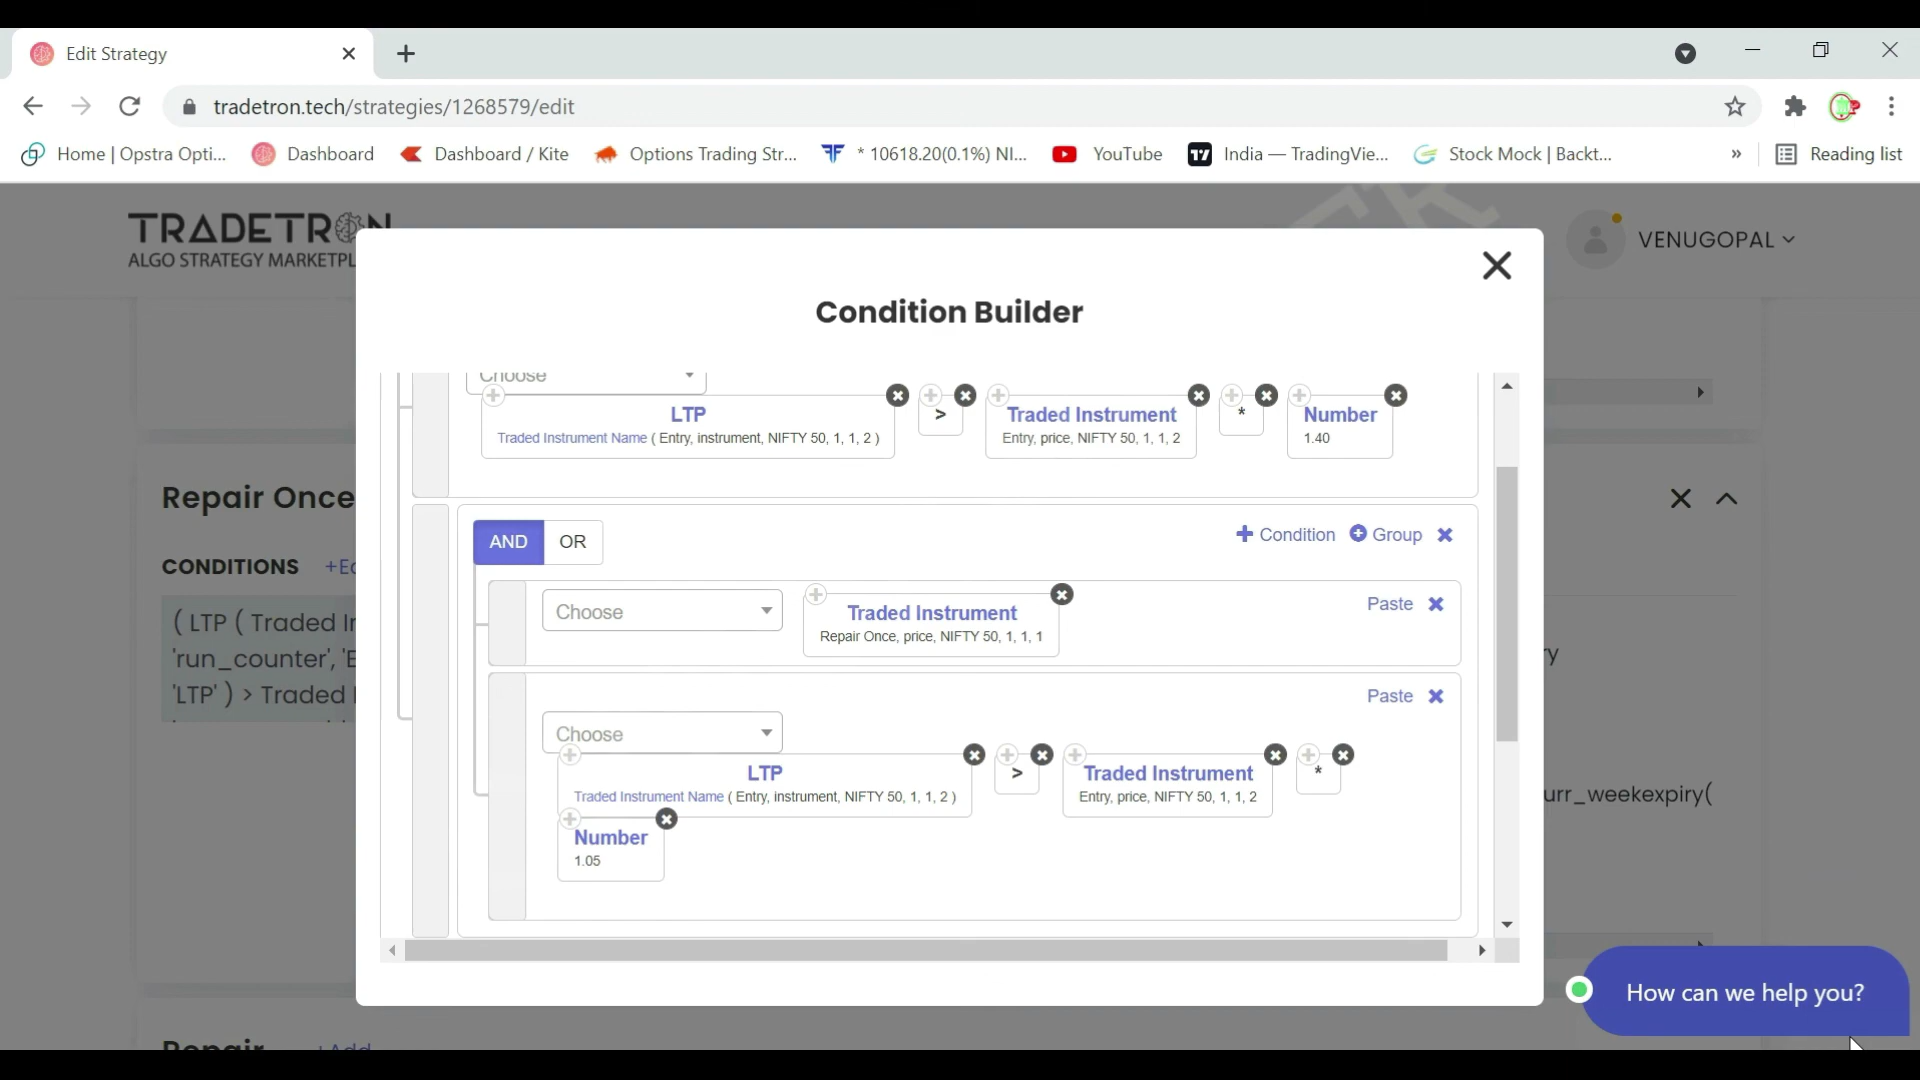 Edit Strategy
tradetron.tech/strategies/1268579/edit
Home | Opstra Opti... Dashboard Dashboard / Kite Options Trading Str... * 10618.20(0.1%) NI... YouTube India — TradingVie... Stock Mock | Backt... » Reading list
TRADETRON
ALGO STRATEGY MARKETPL
VENUGOPAL
Condition Builder
Choose
LTP > Traded Instrument * Number
Traded Instrument Name ( Entry, instrument, NIFTY 50, 1, 1, 2 ) Entry, price, NIFTY 50, 1, 1, 2 1.40
Repair Once
AND OR + Condition Group
CONDITIONS +Ed
Choose Traded Instrument Paste
Repair Once, price, NIFTY 50, 1, 1, 1
( LTP ( Traded Ir
'run_counter', 'E
'LTP' ) > Traded I
ry
Paste
Choose
LTP > Traded Instrument *
Traded Instrument Name ( Entry, instrument, NIFTY 50, 1, 1, 2 ) Entry, price, NIFTY 50, 1, 1, 2
urr_weekexpiry(
Number
1.05
How can we help you?
Repair +Add